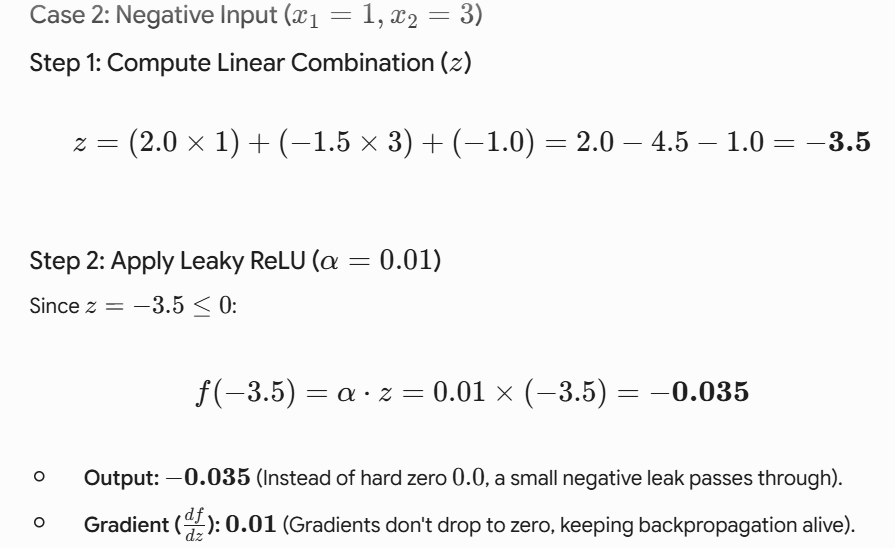 Case 2: Negative Input (x₁ = 1, x₂ = 3)
Step 1: Compute Linear Combination (z)
z = (2.0 × 1) + (−1.5 × 3) + (−1.0) = 2.0 − 4.5 − 1.0 = −3.5
Step 2: Apply Leaky ReLU (α = 0.01)
Since z = −3.5 ≤ 0:
f(−3.5) = α · z = 0.01 × (−3.5) = −0.035
○ Output: −0.035 (Instead of hard zero 0.0, a small negative leak passes through).
○ Gradient (df/dz): 0.01 (Gradients don't drop to zero, keeping backpropagation alive).